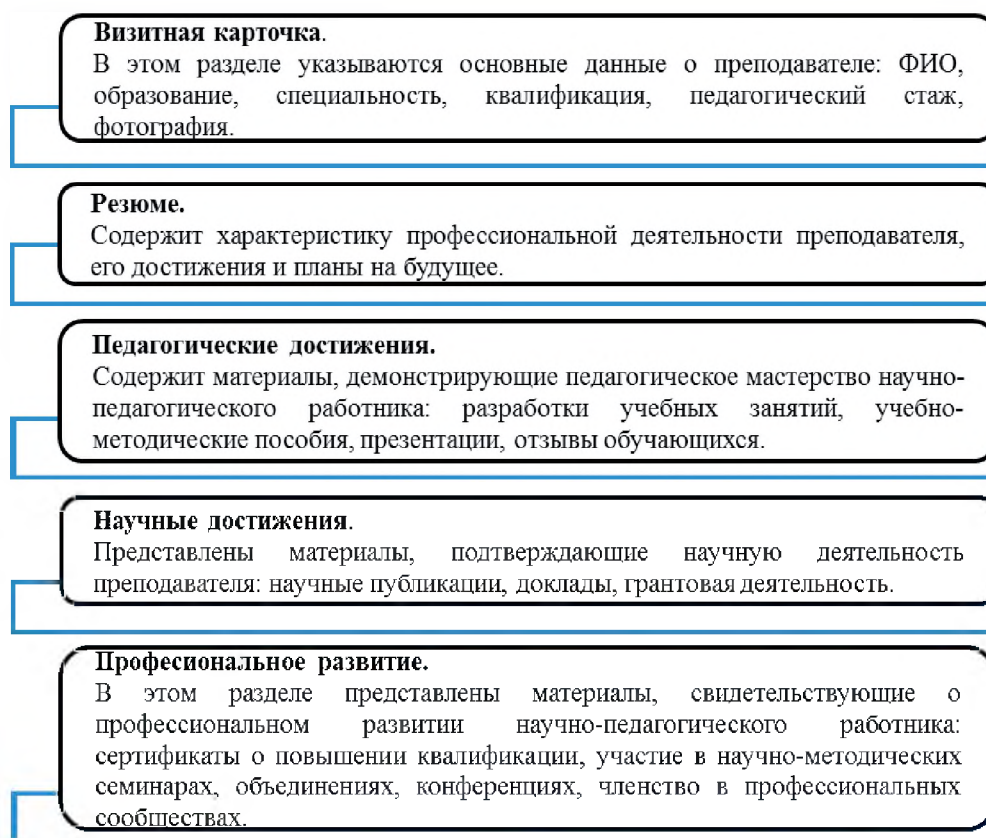 Визитная карточка.
В этом разделе указываются основные данные о преподавателе: ФИО,
образование, специальность, квалификация, педагогический стаж,
фотография.
Резюме.
Содержит характеристику профессиональной деятельности преподавателя,
его достижения и планы на будущее.
Педагогические достижения.
Содержит материалы, демонстрирующие педагогическое мастерство научно-
педагогического работника: разработки учебных занятий, учебно-
методические пособия, презентации, отзывы обучающихся.
Научные достижения.
Представлены материалы, подтверждающие научную деятельность
преподавателя: научные публикации, доклады, грантовая деятельность.
Професиональное развитие.
В этом разделе представлены материалы, свидетельствующие о
профессиональном развитии научно-педагогического работника:
сертификаты о повышении квалификации, участие в научно-методических
семинарах, объединениях, конференциях, членство в профессиональных
сообществах.